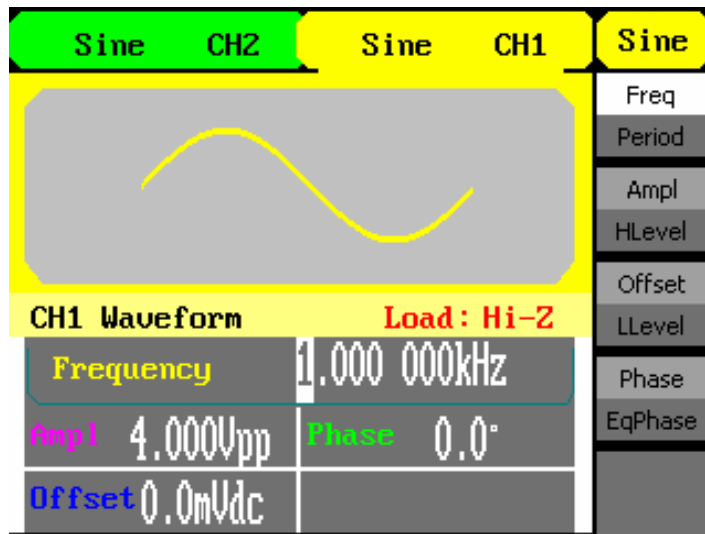 Sine CH2 Sine CH1 Sine
Freq
Period
Ampl
HLevel
Offset
LLevel
Phase
EqPhase
CH1 Waveform Load: Hi-Z
Frequency 1.000 000kHz
Ampl 4.000Vpp Phase 0.0°
Offset 0.0mVdc